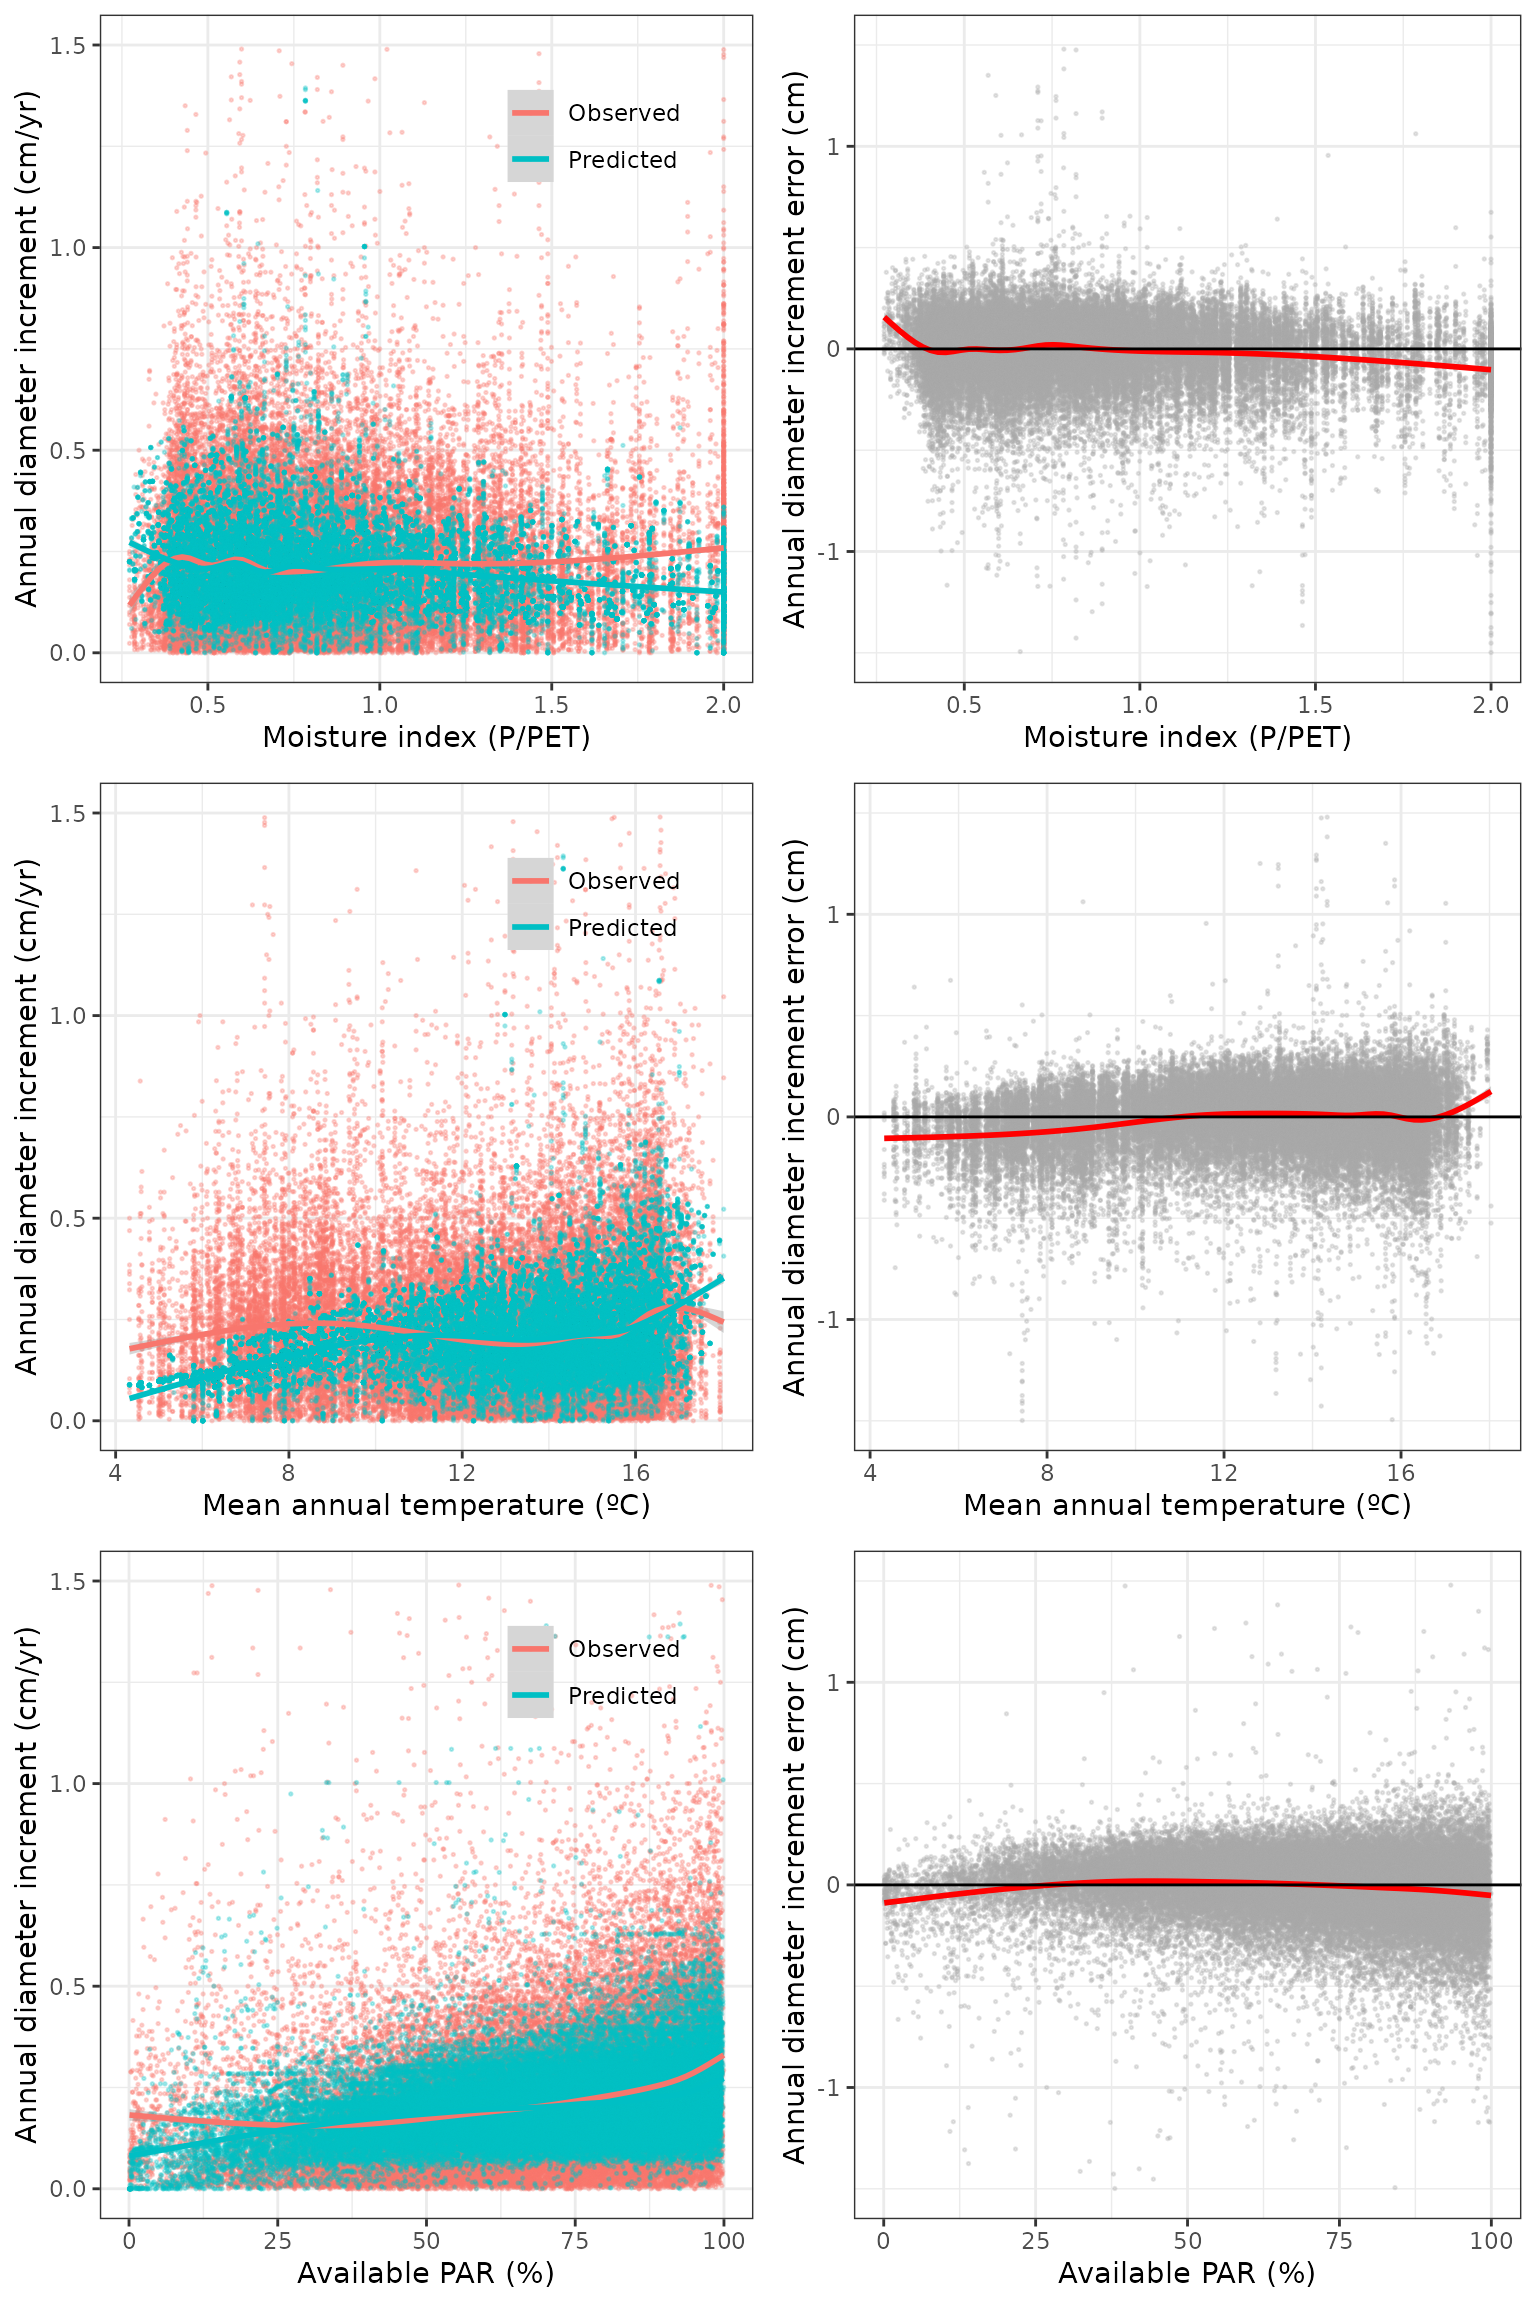 Annual diameter increment (cm/yr)
1.5
1.0
0.5
0.0
Observed
Predicted
0.5 1.0 1.5 2.0
Moisture index (P/PET)
Annual diameter increment error (cm)
1
0
-1
0.5 1.0 1.5 2.0
Moisture index (P/PET)
Annual diameter increment (cm/yr)
1.5
1.0
0.5
0.0
Observed
Predicted
4 8 12 16
Mean annual temperature (ºC)
Annual diameter increment error (cm)
1
0
-1
4 8 12 16
Mean annual temperature (ºC)
Annual diameter increment (cm/yr)
1.5
1.0
0.5
0.0
Observed
Predicted
0 25 50 75 100
Available PAR (%)
Annual diameter increment error (cm)
1
0
-1
0 25 50 75 100
Available PAR (%)